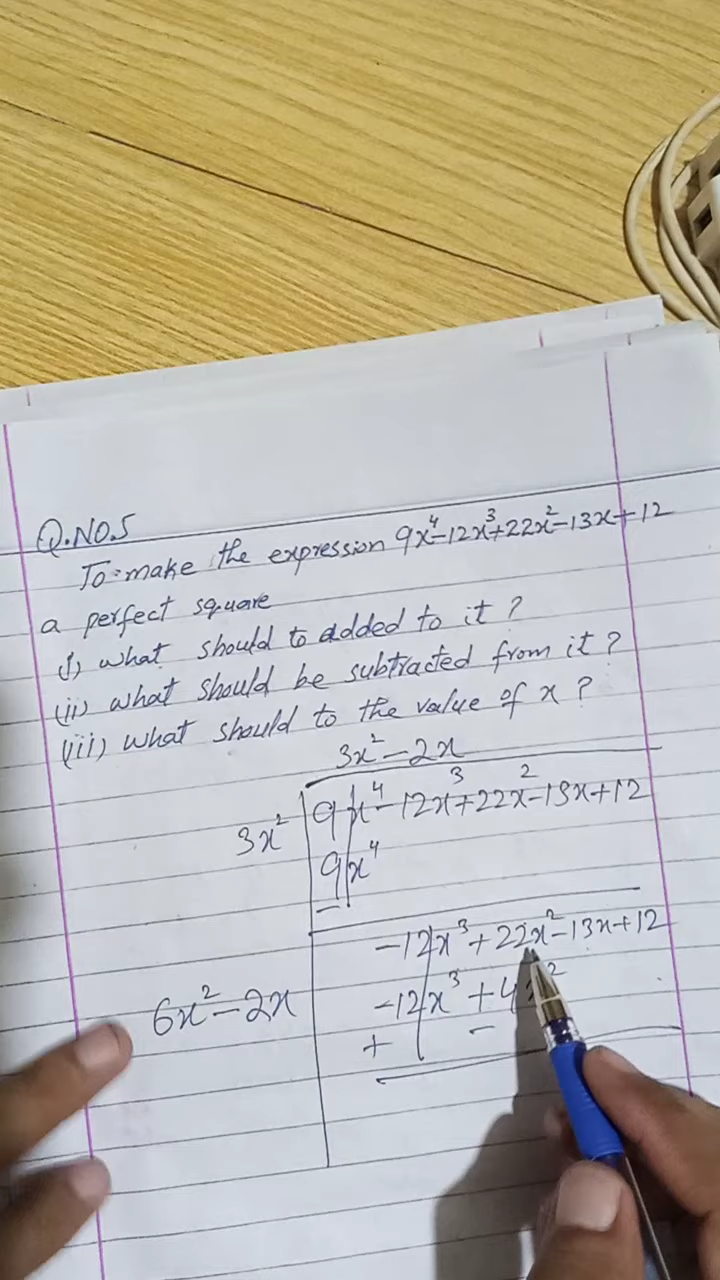 Q.NO.5
To make the expression 9x⁴-12x³+22x²-13x+12
a perfect square
(i) what should to added to it?
(ii) what should be subtracted from it?
(iii) what should to the value of x?
3x²-2x
3x² 9x⁴-12x³+22x²-13x+12
9x⁴
-
-12x³+22x²-13x+12
6x²-2x -12x³+4x²
+ -